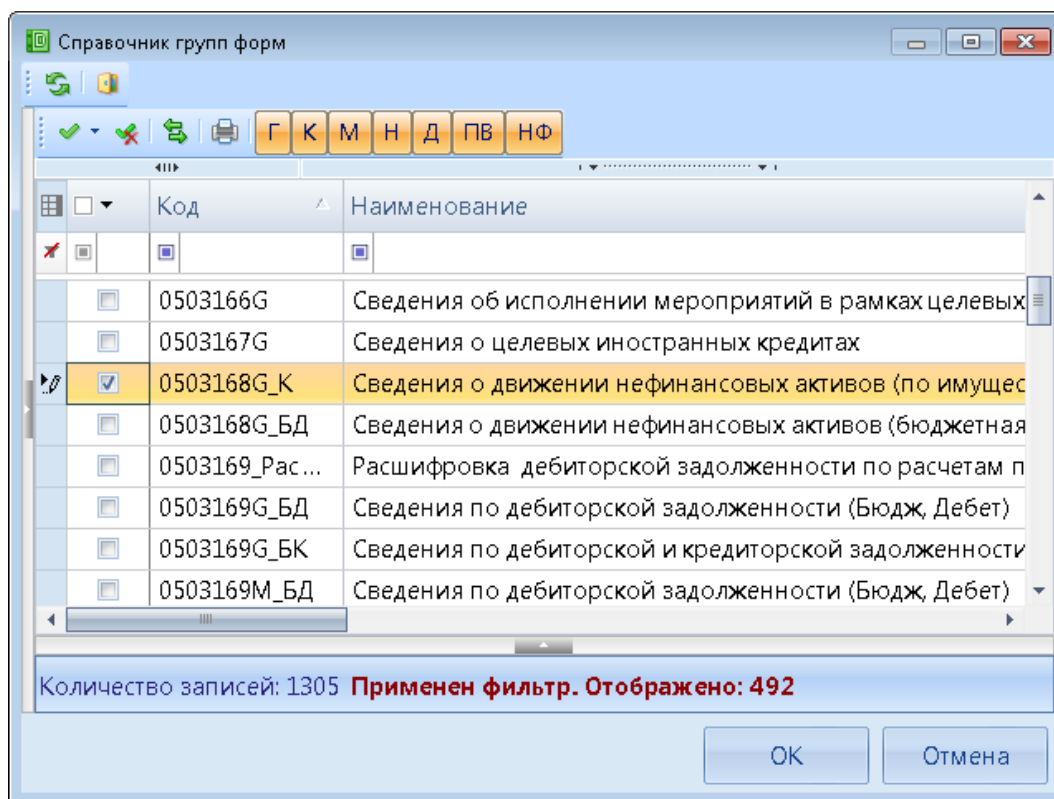 Справочник групп форм
Г К М Н Д ПВ НФ
Код Наименование
0503166G Сведения об исполнении мероприятий в рамках целевых
0503167G Сведения о целевых иностранных кредитах
0503168G_К Сведения о движении нефинансовых активов (по имущес
0503168G_БД Сведения о движении нефинансовых активов (бюджетная
0503169_Рас... Расшифровка дебиторской задолженности по расчетам п
0503169G_БД Сведения по дебиторской задолженности (Бюдж, Дебет)
0503169G_БК Сведения по дебиторской и кредиторской задолженности
0503169М_БД Сведения по дебиторской задолженности (Бюдж, Дебет)
Количество записей: 1305 Применен фильтр. Отображено: 492
ОК Отмена